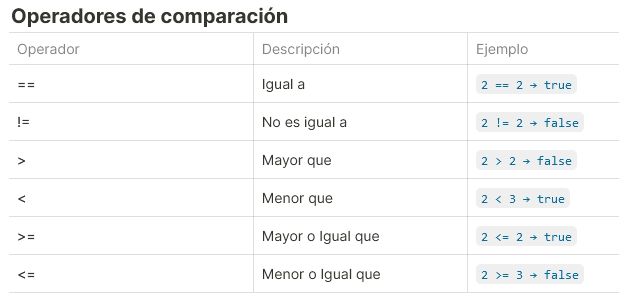 Operadores de comparación
Operador Descripción Ejemplo
== Igual a 2 == 2 → true
!= No es igual a 2 != 2 → false
> Mayor que 2 > 2 → false
< Menor que 2 < 3 → true
>= Mayor o Igual que 2 <= 2 → true
<= Menor o Igual que 2 >= 3 → false